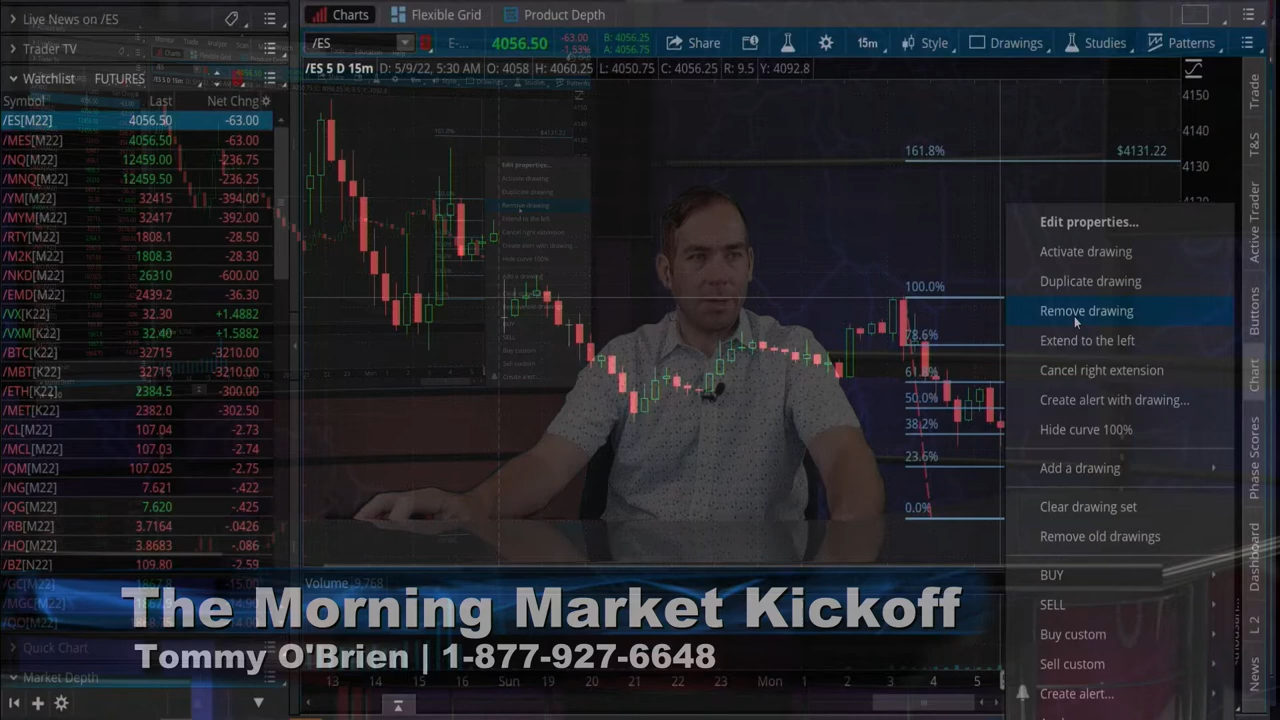 Live News on /ES
Trader TV
Watchlist FUTURES
Symbol Last Net Chng
/ES[M22] 4056.50 -63.00
/MES[M22] 4056.50 -63.00
/NQ[M22] 12459.00 -236.75
/MNQ[M22] 12459.50 -236.25
/YM[M22] 32415 -394.00
/MYM[M22] 32417 -392.00
/RTY[M22] 1808.1 -28.50
/M2K[M22] 1808.3 -28.50
/NKD[M22] 26310 -600.00
/EMD[M22] 2439.2 -36.30
/VX[K22] 32.30 +1.4882
/VXM[K22] 32.40 +1.5882
/BTC[K22] 32715 -3210.00
/MBT[K22] 32715 -3210.00
/ETH[K22] 2384.5 -300.00
/MET[K22] 2382.0 -302.50
/CL[M22] 107.04 -2.73
/MCL[M22] 107.03 -2.74
/QM[M22] 107.025 -2.75
/NG[M22] 7.621 -.422
/QG[M22] 7.620 -.425
/RB[M22] 3.7164 -.0426
/HO[M22] 3.8683 -.086
/BZ[N22] 109.80 -2.59
Quick Chart
Market Depth
Charts Flexible Grid Product Depth
/ES E-... 4056.50 -63.00 -1.53% B: 4056.25 A: 4056.75 Share 15m Style Drawings Studies Patterns
/ES 5 D 15m D: 5/9/22, 5:30 AM O: 4058 H: 4060.25 L: 4050.75 C: 4056.25 R: 9.5 Y: 4092.8
4150
4140
4130
4120
161.8% $4131.22
100.0%
78.6%
61.8%
50.0%
38.2%
23.6%
0.0%
Edit properties...
Activate drawing
Duplicate drawing
Remove drawing
Extend to the left
Cancel right extension
Create alert with drawing...
Hide curve 100%
Add a drawing
Clear drawing set
Remove old drawings
BUY
SELL
Buy custom
Sell custom
Create alert...
Trade
T&S
Active Trader
Buttons
Chart
Phase Scores
Dashboard
L 2
News
Volume 9,768
The Morning Market Kickoff
Tommy O'Brien | 1-877-927-6648
13 14 15 16 Sun 19 20 21 22 23 Mon 2 3 4 5